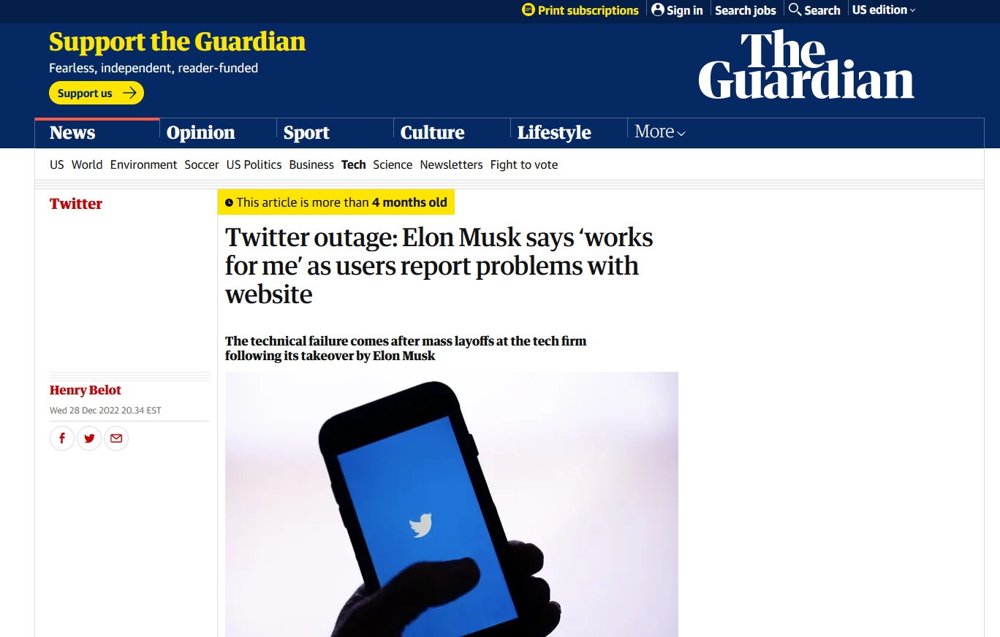 Print subscriptions
Sign in
Search jobs
Search
US edition
Support the Guardian
Fearless, independent, reader-funded
Support us
The
Guardian
News
Opinion
Sport
Culture
Lifestyle
More
US World Environment Soccer US Politics Business Tech Science Newsletters Fight to vote
Twitter
This article is more than 4 months old
Twitter outage: Elon Musk says ‘works
for me’ as users report problems with
website
The technical failure comes after mass layoffs at the tech firm
following its takeover by Elon Musk
Henry Belot
Wed 28 Dec 2022 20.34 EST